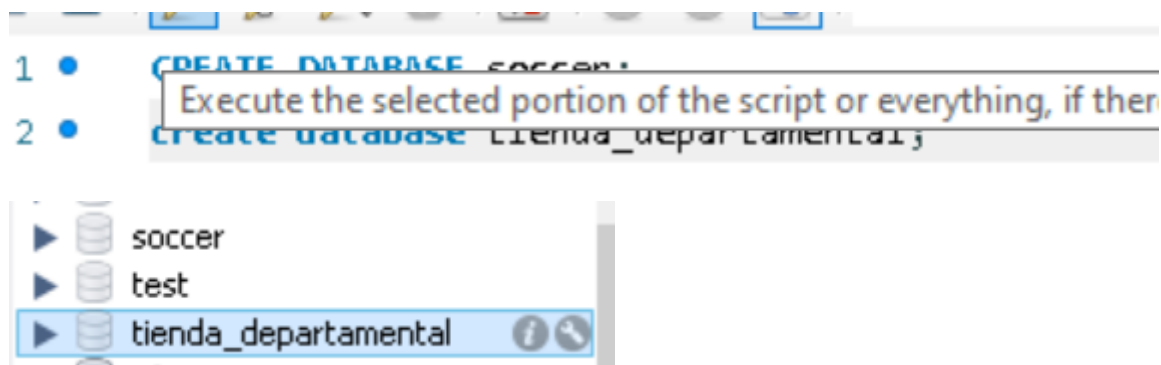 1 CREATE DATABASE soccer;
Execute the selected portion of the script or everything, if ther
2 create database tienda_departamental;
soccer
test
tienda_departamental